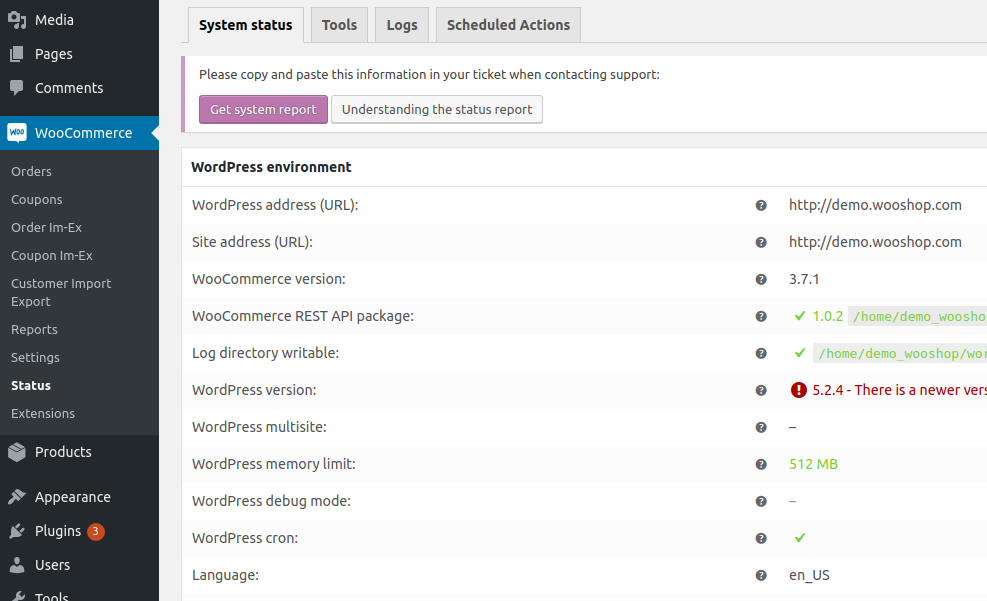 Media
Pages
Comments
WooCommerce
Orders
Coupons
Order Im-Ex
Coupon Im-Ex
Customer Import
Export
Reports
Settings
Status
Extensions
Products
Appearance
Plugins 3
Users
Tools
System status Tools Logs Scheduled Actions
Please copy and paste this information in your ticket when contacting support:
Get system report Understanding the status report
WordPress environment
WordPress address (URL): ? http://demo.wooshop.com
Site address (URL): ? http://demo.wooshop.com
WooCommerce version: ? 3.7.1
WooCommerce REST API package: ? ✔ 1.0.2 /home/demo_woosho
Log directory writable: ? ✔ /home/demo_wooshop/wor
WordPress version: ? ! 5.2.4 - There is a newer vers
WordPress multisite: ? –
WordPress memory limit: ? 512 MB
WordPress debug mode: ? –
WordPress cron: ? ✔
Language: ? en_US